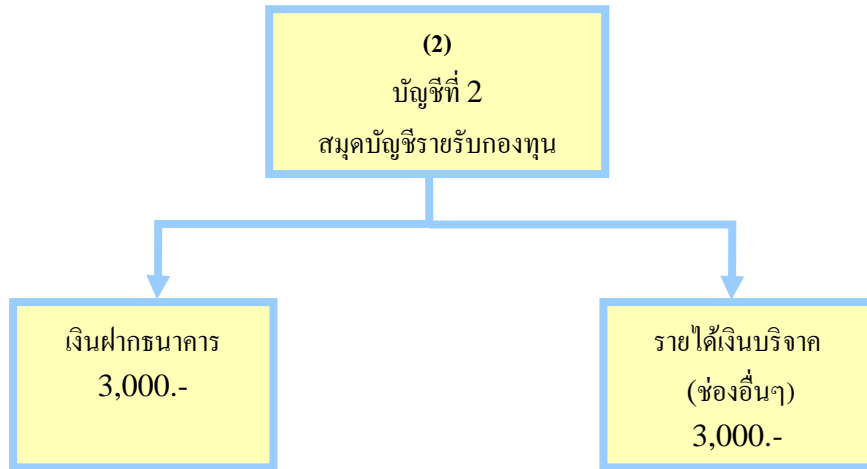 (2)
บัญชีที่ 2
สมุดบัญชีรายรับกองทุน
เงินฝากธนาคาร
3,000.-
รายได้เงินบริจาค
(ช่องอื่นๆ)
3,000.-